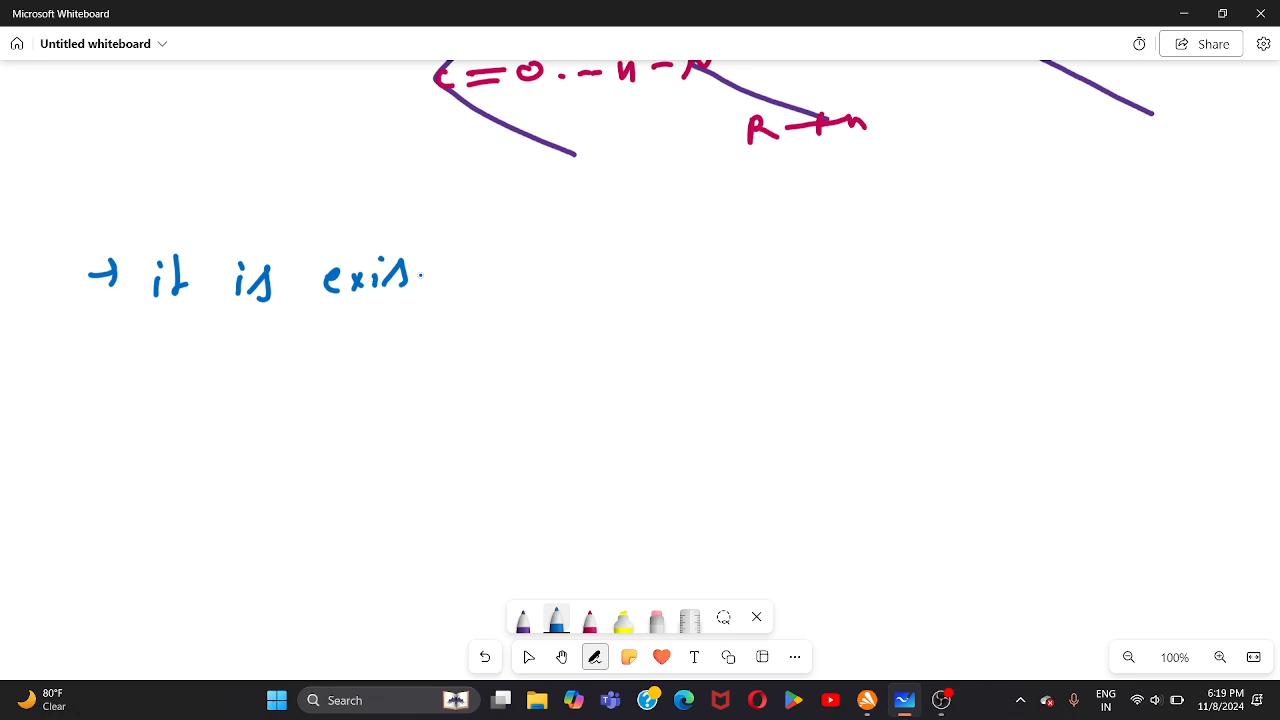 Microsoft Whiteboard
Untitled whiteboard
Share
C = O . - - H - N
R + H
→ it is exis
100%
80°F
Clear
Search
ENG
IN
6:19 PM
11/8/2024